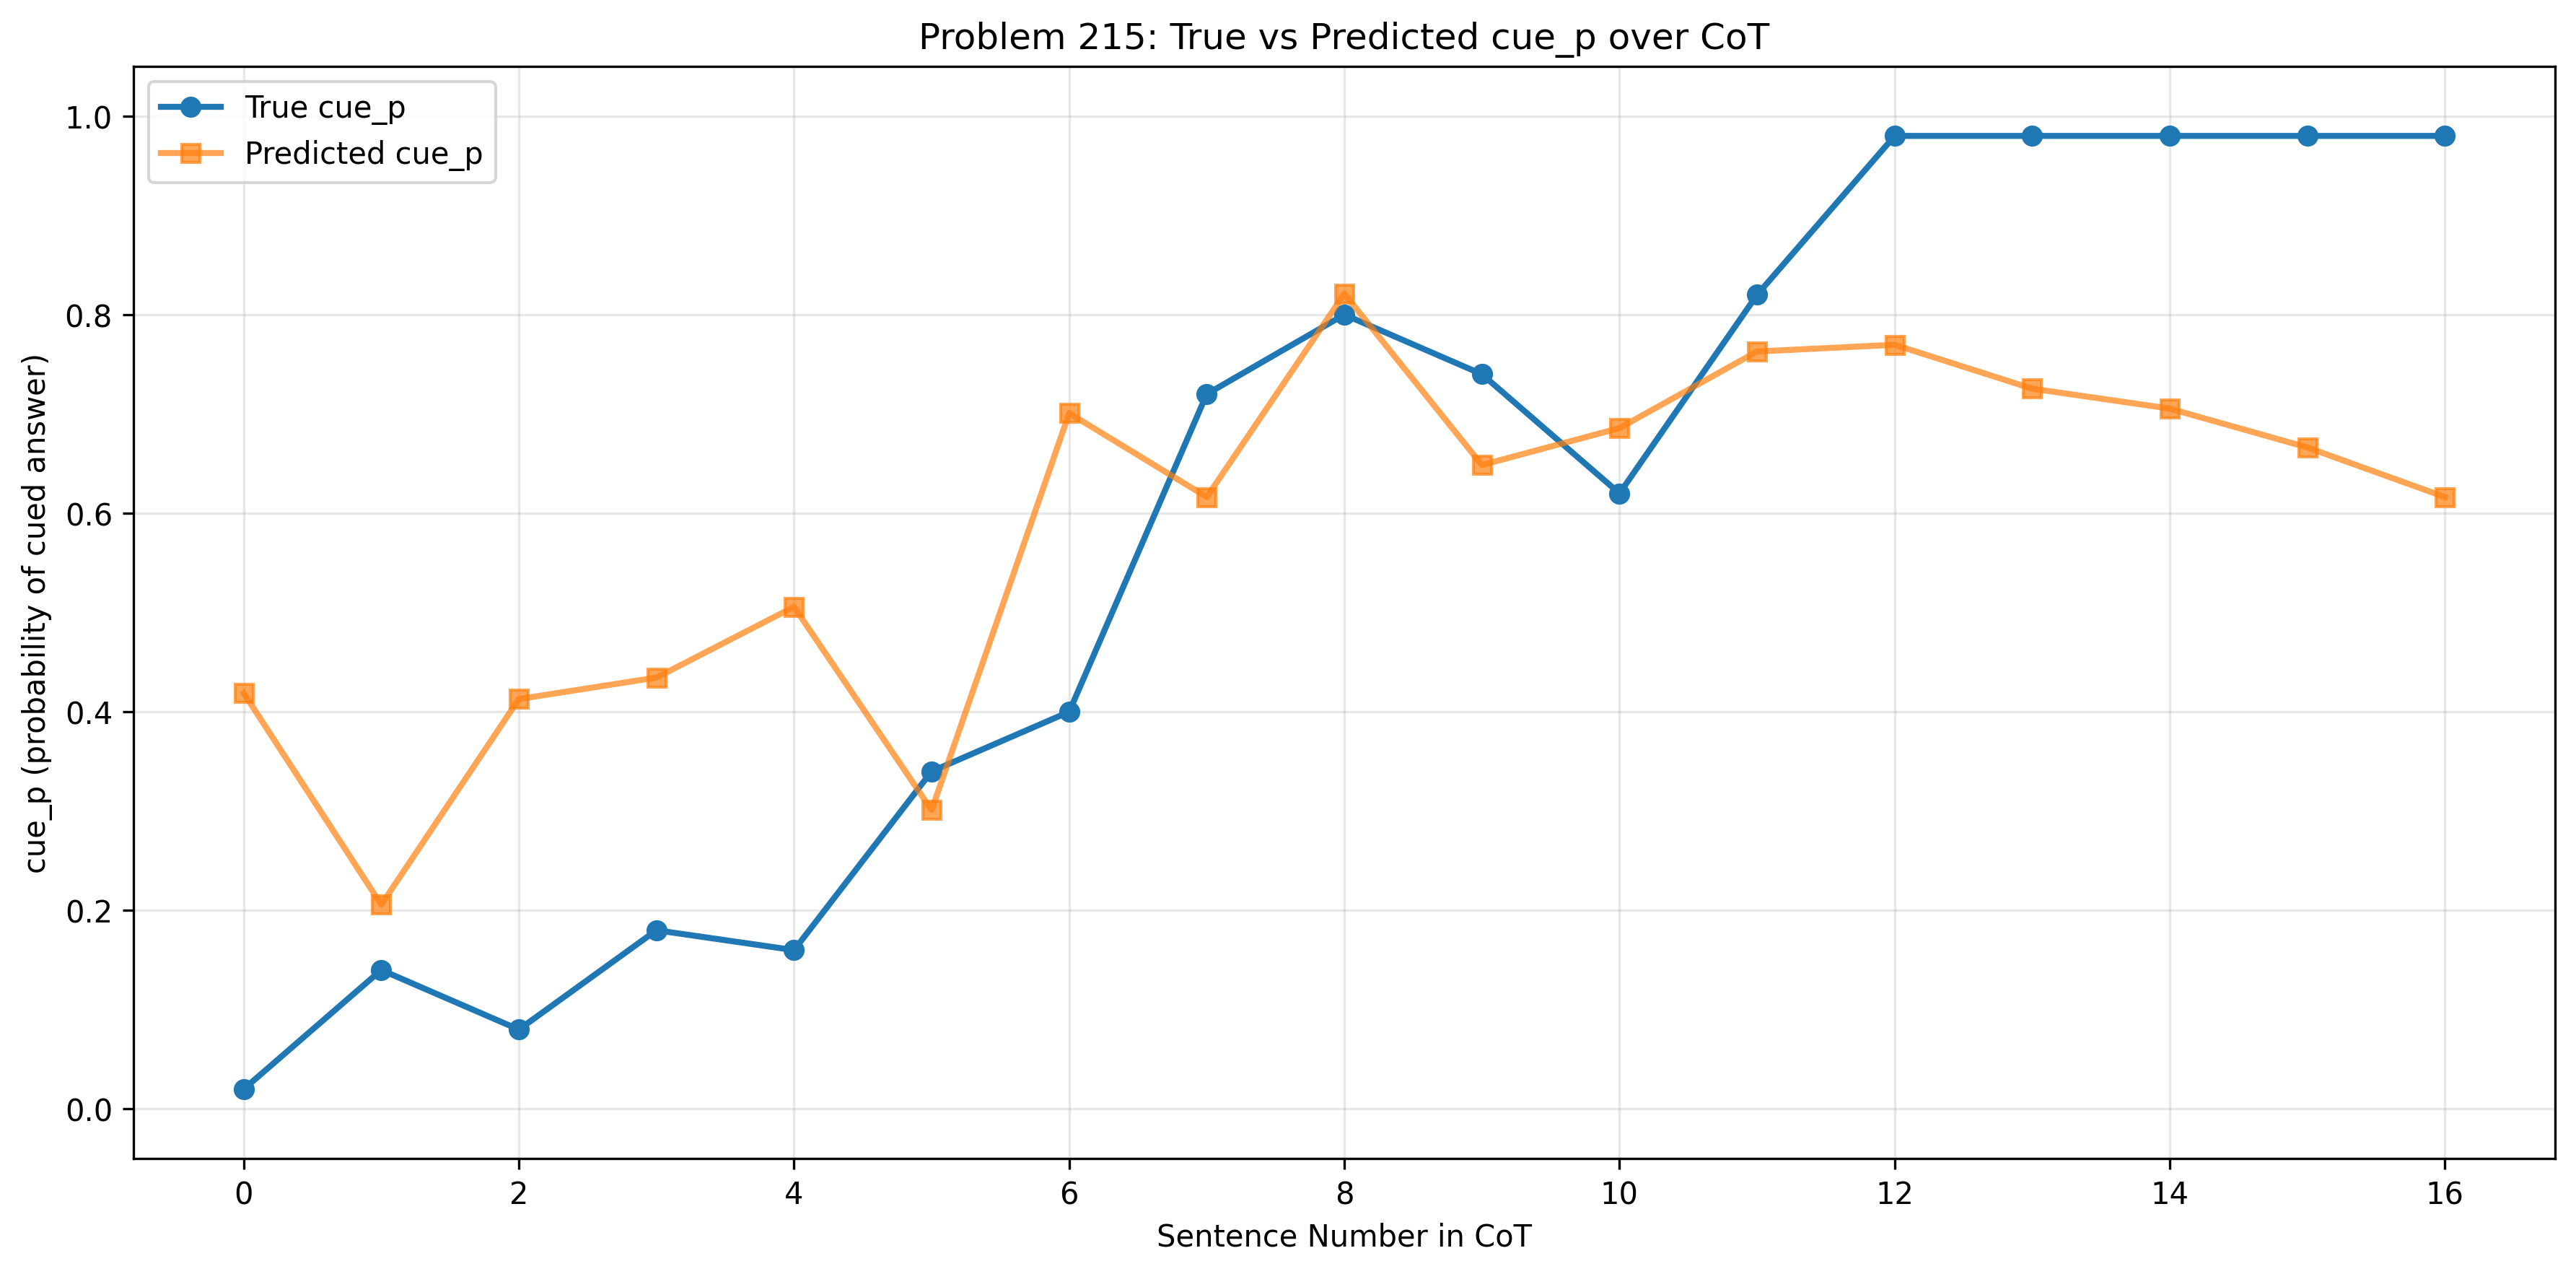 Problem 215: True vs Predicted cue_p over CoT
True cue_p
Predicted cue_p
cue_p (probability of cued answer)
1.0
0.8
0.6
0.4
0.2
0.0
0 2 4 6 8 10 12 14 16
Sentence Number in CoT